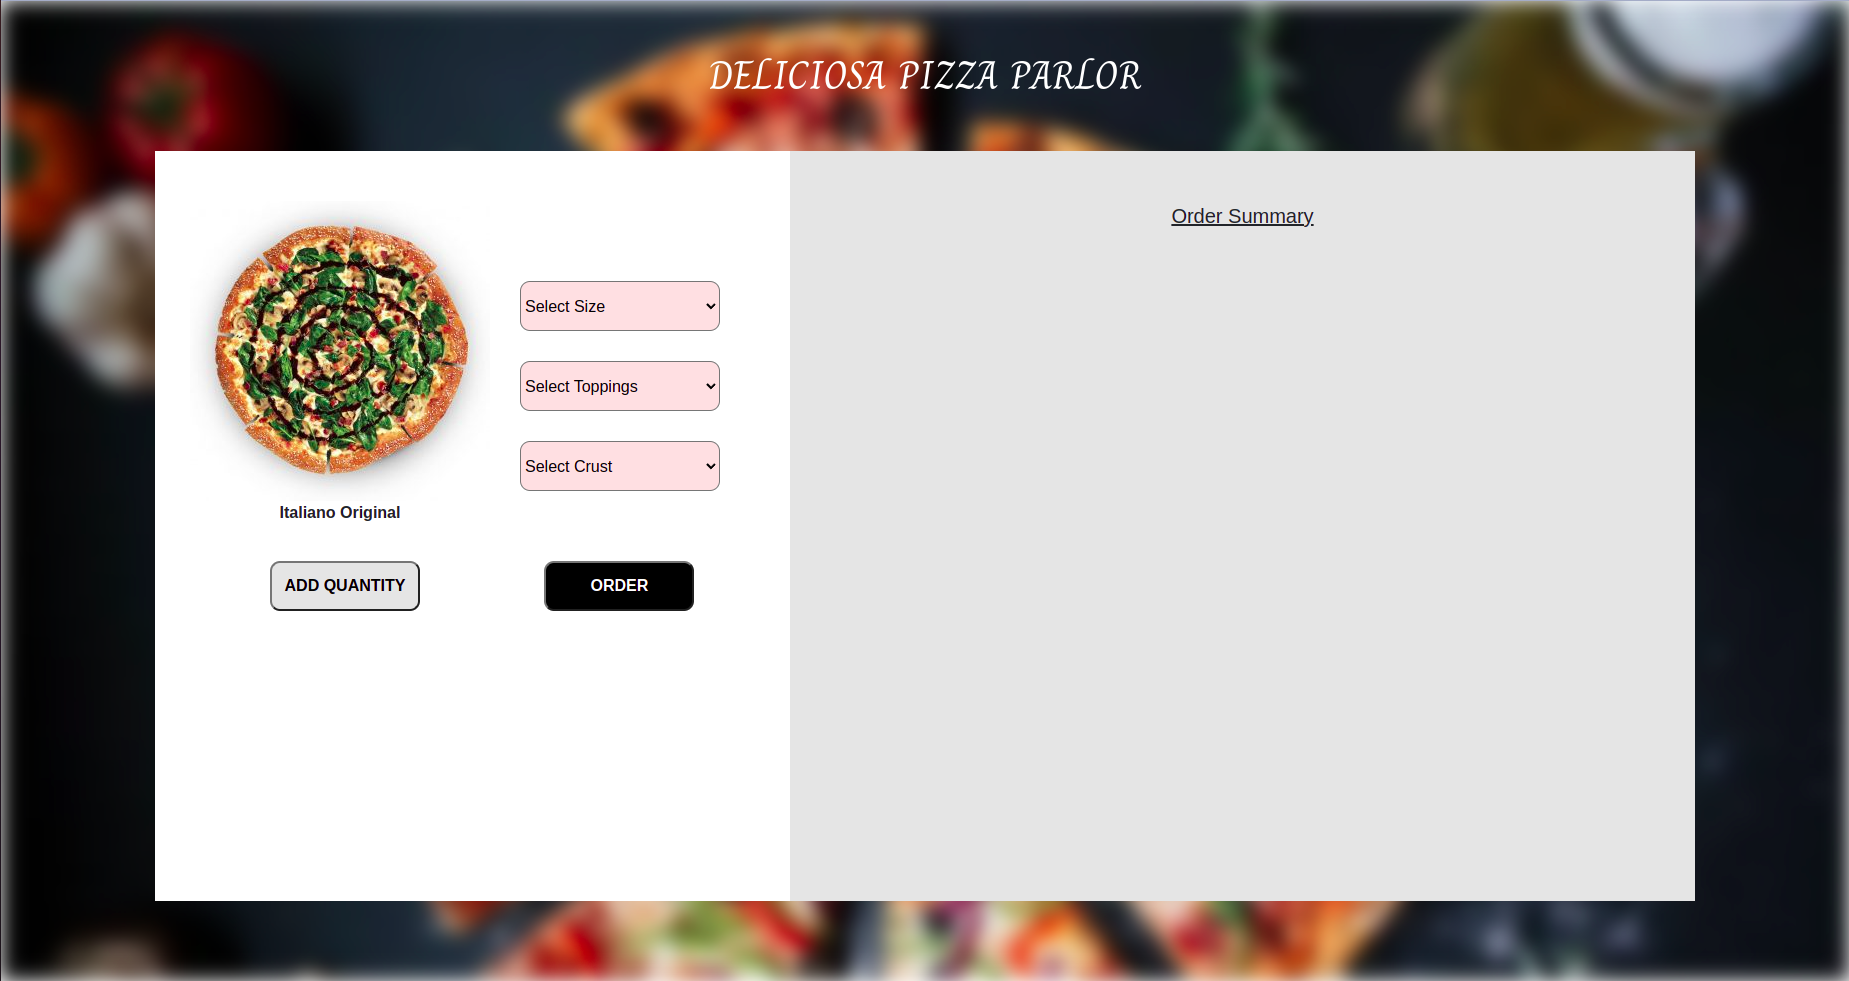 DELICIOSA PIZZA PARLOR
Order Summary
Select Size
Select Toppings
Select Crust
Italiano Original
ADD QUANTITY
ORDER